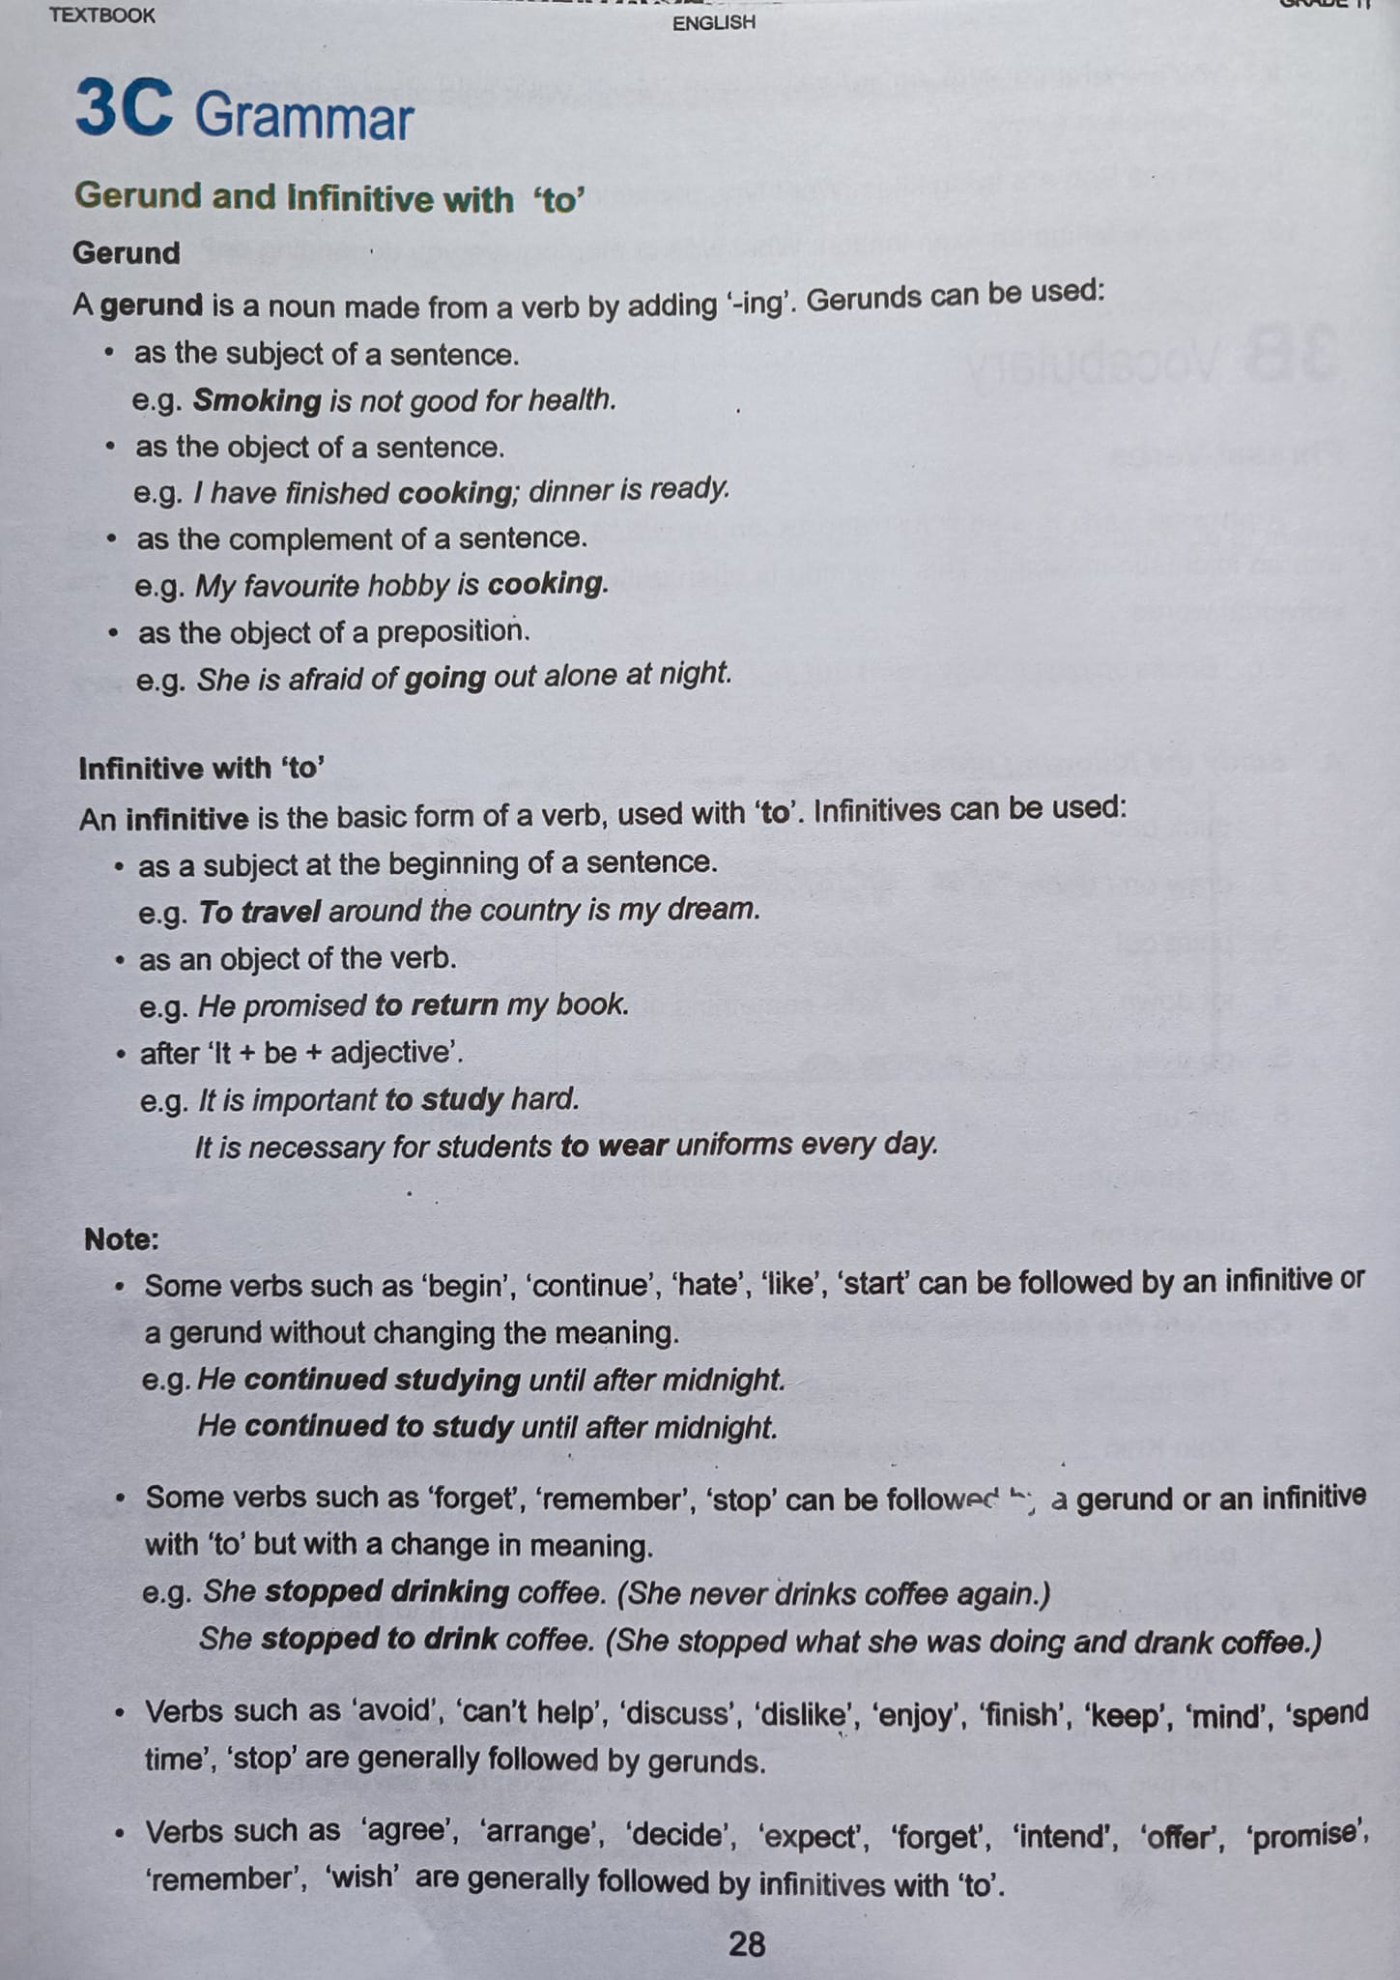 TEXTBOOK
ENGLISH
GRADE 11
3C Grammar
Gerund and Infinitive with ‘to’
Gerund
A gerund is a noun made from a verb by adding ‘-ing’. Gerunds can be used:
• as the subject of a sentence.
e.g. Smoking is not good for health.
• as the object of a sentence.
e.g. I have finished cooking; dinner is ready.
• as the complement of a sentence.
e.g. My favourite hobby is cooking.
• as the object of a preposition.
e.g. She is afraid of going out alone at night.
Infinitive with ‘to’
An infinitive is the basic form of a verb, used with ‘to’. Infinitives can be used:
• as a subject at the beginning of a sentence.
e.g. To travel around the country is my dream.
• as an object of the verb.
e.g. He promised to return my book.
• after ‘It + be + adjective’.
e.g. It is important to study hard.
It is necessary for students to wear uniforms every day.
Note:
• Some verbs such as ‘begin’, ‘continue’, ‘hate’, ‘like’, ‘start’ can be followed by an infinitive or
a gerund without changing the meaning.
e.g. He continued studying until after midnight.
He continued to study until after midnight.
• Some verbs such as ‘forget’, ‘remember’, ‘stop’ can be followed a gerund or an infinitive
with ‘to’ but with a change in meaning.
e.g. She stopped drinking coffee. (She never drinks coffee again.)
She stopped to drink coffee. (She stopped what she was doing and drank coffee.)
• Verbs such as ‘avoid’, ‘can't help’, ‘discuss’, ‘dislike’, ‘enjoy’, ‘finish’, ‘keep’, ‘mind’, ‘spend
time’, ‘stop’ are generally followed by gerunds.
• Verbs such as ‘agree’, ‘arrange’, ‘decide’, ‘expect’, ‘forget’, ‘intend’, ‘offer’, ‘promise’,
‘remember’, ‘wish’ are generally followed by infinitives with ‘to’.
28